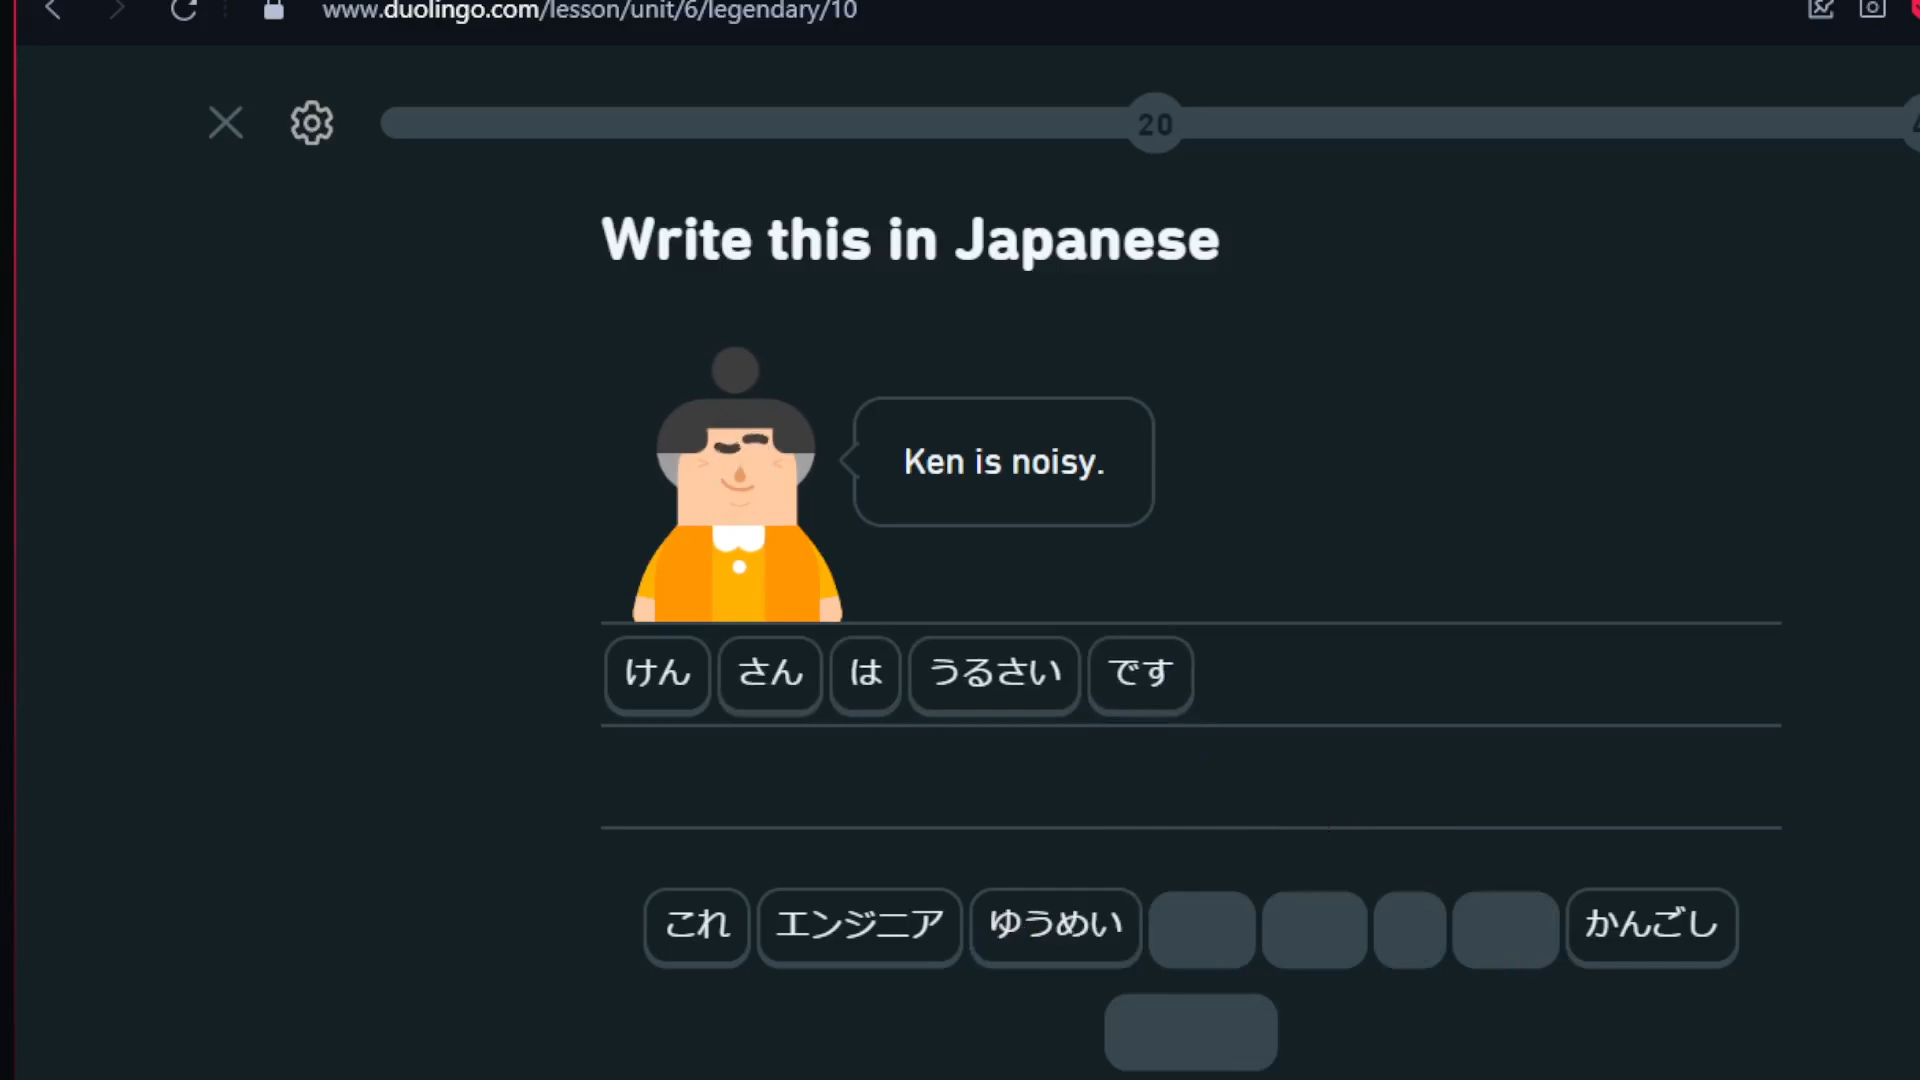 www.duolingo.com/lesson/unit/6/legendary/10
20
Write this in Japanese
Ken is noisy.
けん さん は うるさい です
これ エンジニア ゆうめい かんごし